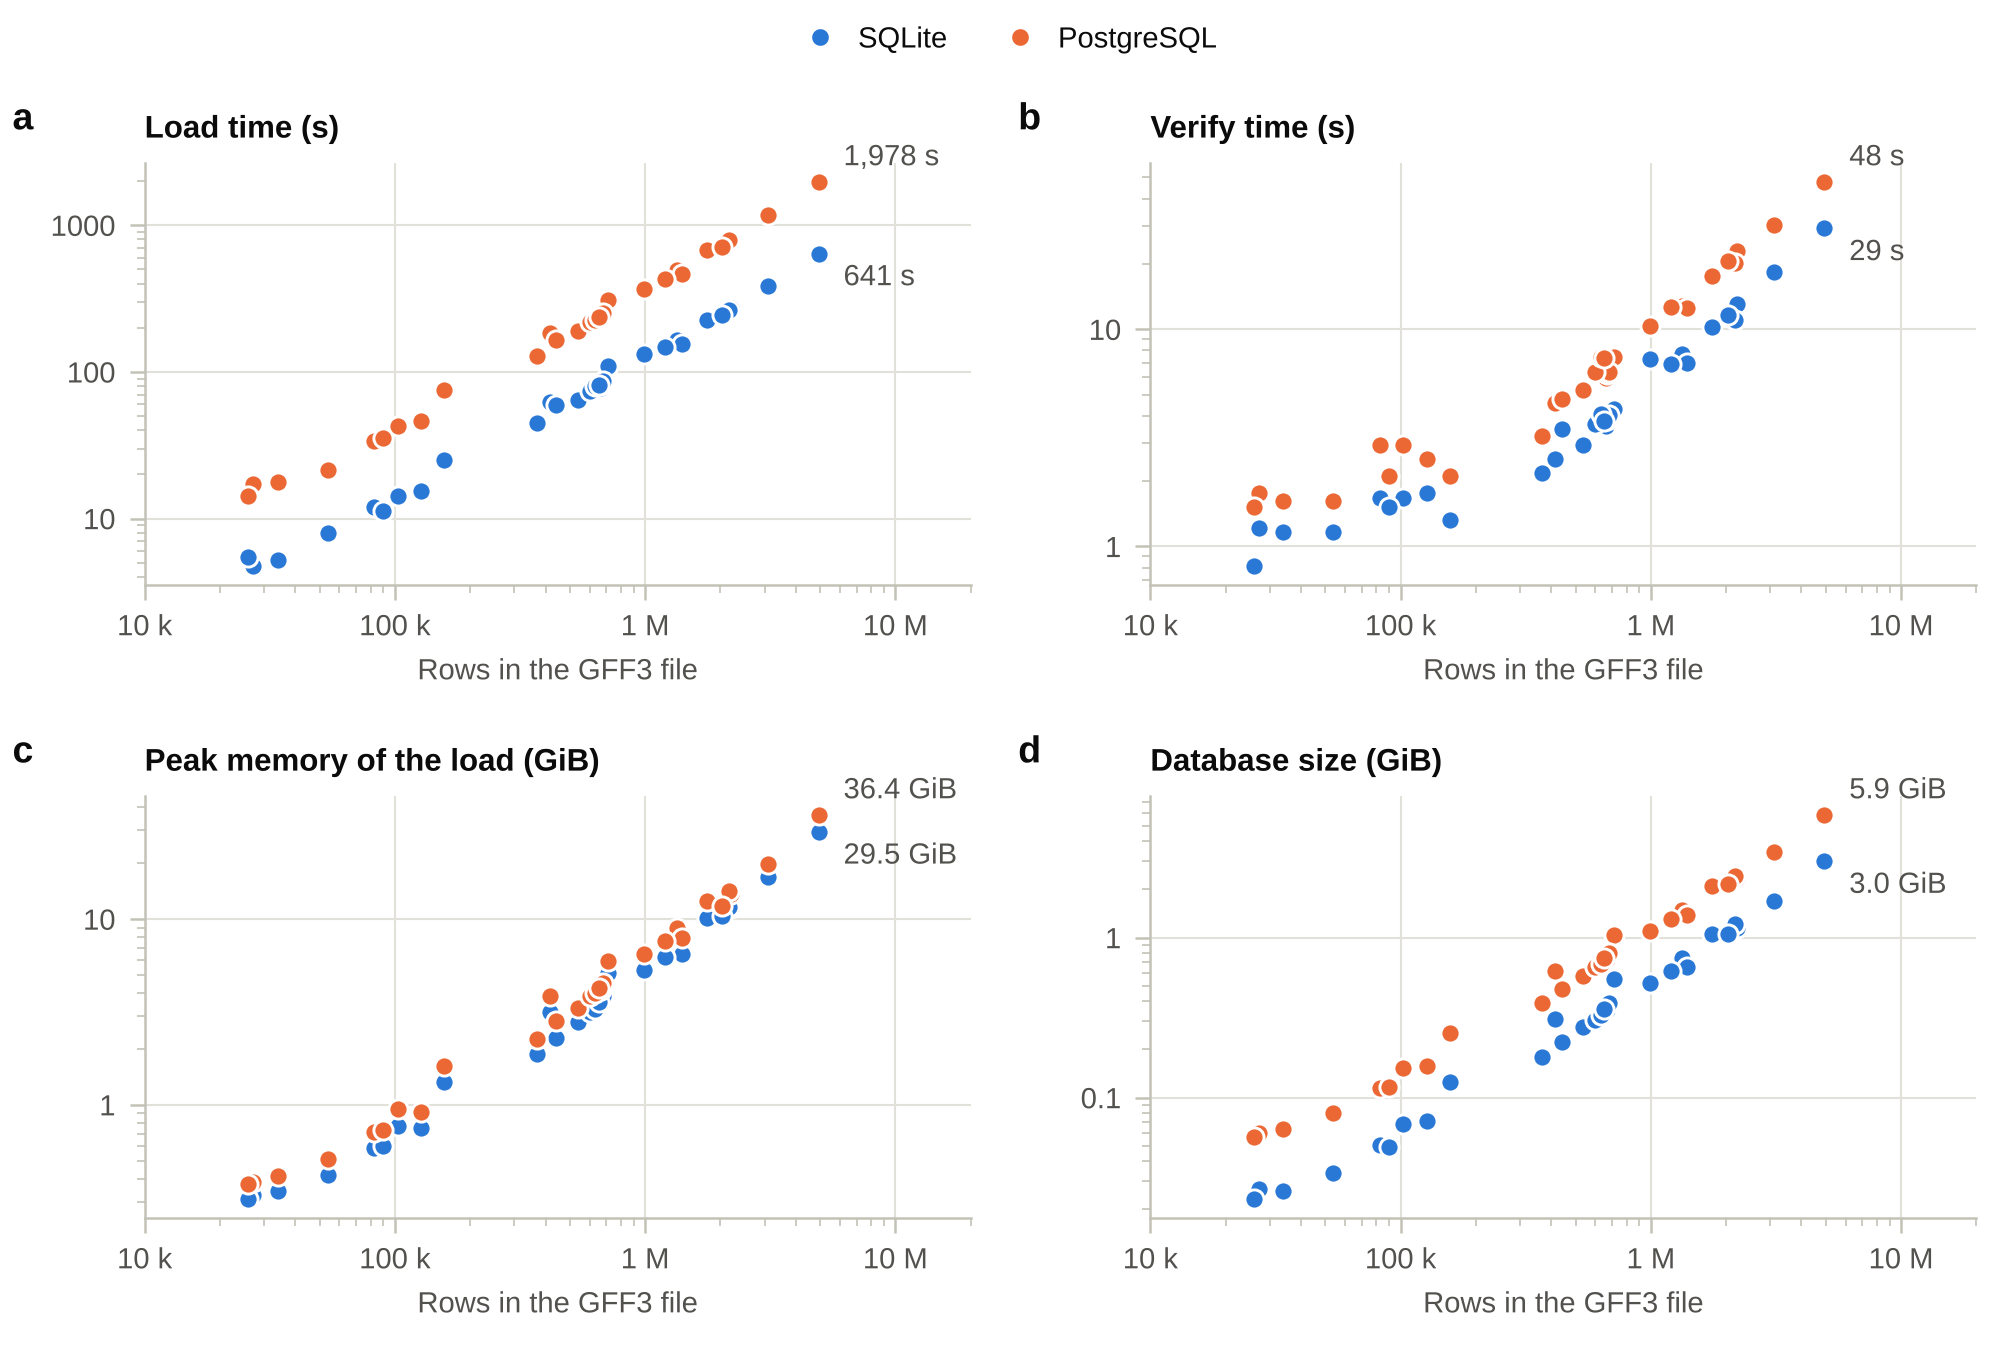 SQLite PostgreSQL
a
Load time (s)
1,978 s
641 s
1000
100
10
10 k 100 k 1 M 10 M
Rows in the GFF3 file
b
Verify time (s)
48 s
29 s
10
1
10 k 100 k 1 M 10 M
Rows in the GFF3 file
c
Peak memory of the load (GiB)
36.4 GiB
29.5 GiB
10
1
10 k 100 k 1 M 10 M
Rows in the GFF3 file
d
Database size (GiB)
5.9 GiB
3.0 GiB
1
0.1
10 k 100 k 1 M 10 M
Rows in the GFF3 file